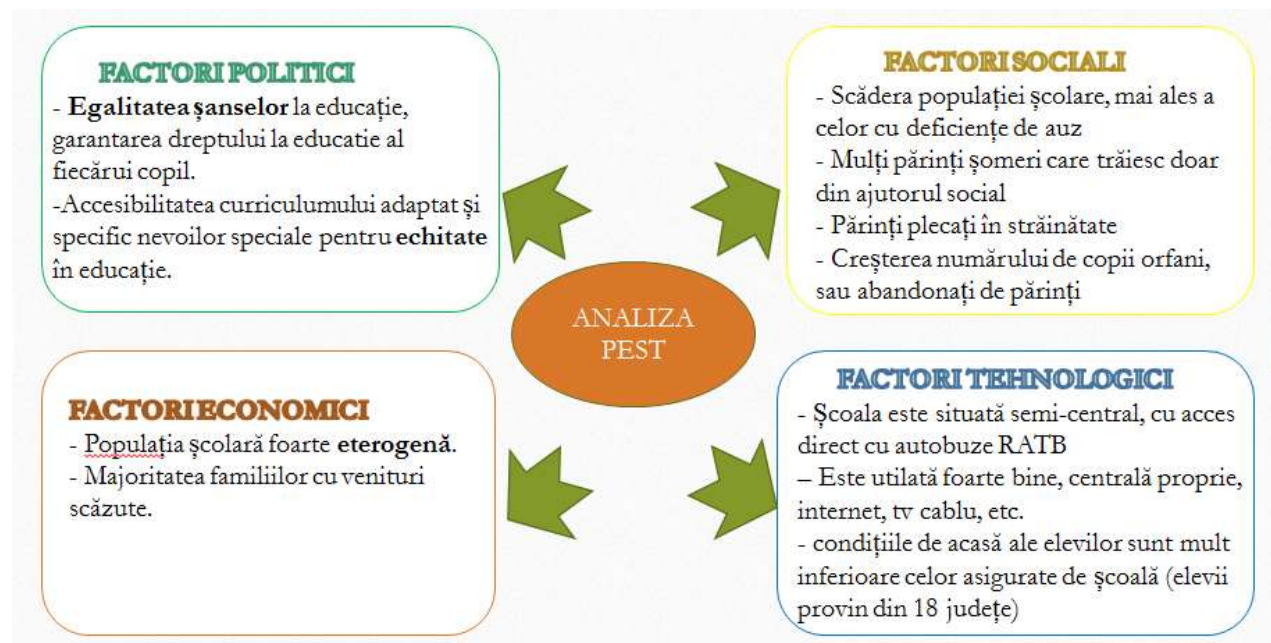 FACTORI POLITICI
- Egalitatea șanselor la educație,
garantarea dreptului la educatie al
fiecărui copil.
-Accesibilitatea curriculumului adaptat și
specific nevoilor speciale pentru echitate
în educație.
FACTORI SOCIALI
- Scădera populației școlare, mai ales a
celor cu deficiențe de auz
- Mulți părinți șomeri care trăiesc doar
din ajutorul social
- Părinți plecați în străinătate
- Creșterea numărului de copii orfani,
sau abandonați de părinți
ANALIZA
PEST
FACTORI ECONOMICI
- Populația școlară foarte eterogenă.
- Majoritatea familiilor cu venituri
scăzute.
FACTORI TEHNOLOGICI
- Școala este situată semi-central, cu acces
direct cu autobuze RATB
– Este utilată foarte bine, centrală proprie,
internet, tv cablu, etc.
- condițiile de acasă ale elevilor sunt mult
inferioare celor asigurate de școală (elevii
provin din 18 județe)